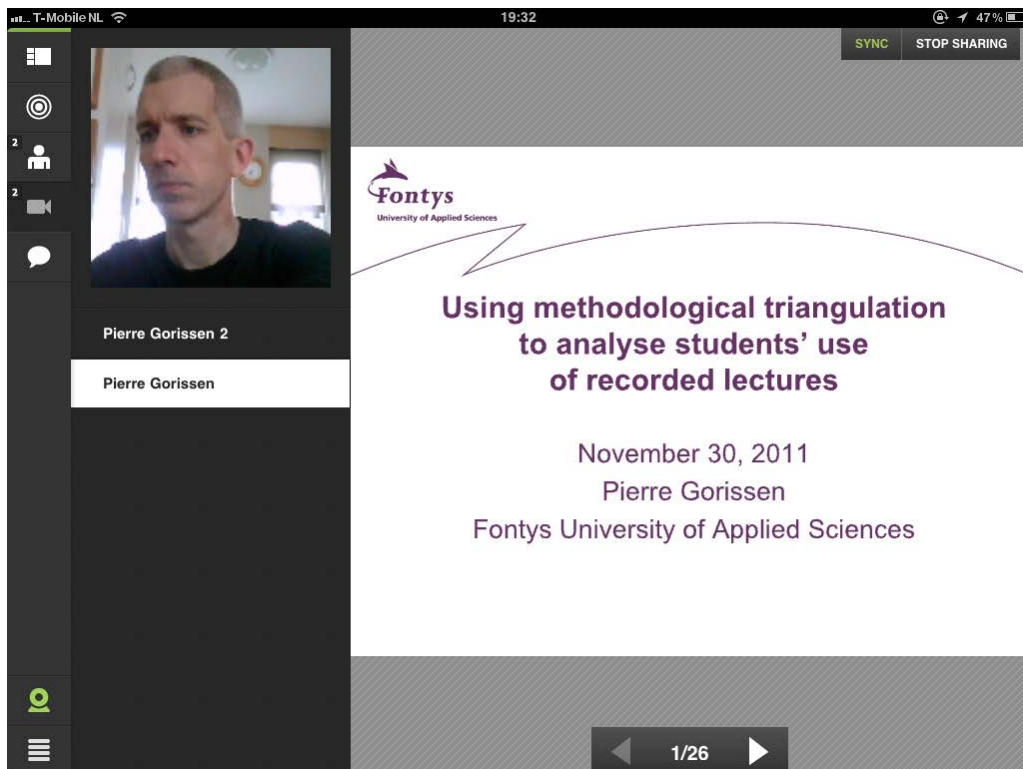 T-Mobile NL
19:32
47%
SYNC
STOP SHARING
2
2
Pierre Gorissen 2
Pierre Gorissen
Fontys
University of Applied Sciences
Using methodological triangulation
to analyse students’ use
of recorded lectures
November 30, 2011
Pierre Gorissen
Fontys University of Applied Sciences
1/26